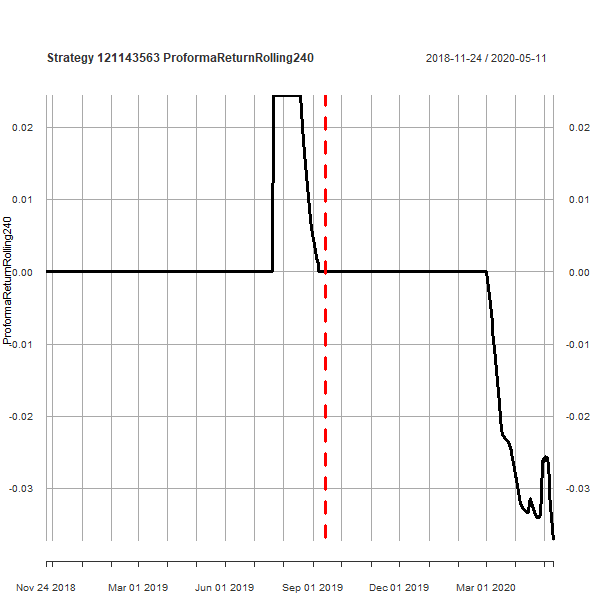 Strategy 121143563 ProformaReturnRolling240
2018-11-24 / 2020-05-11
ProformaReturnRolling240
0.02 0.02
0.01 0.01
0.00 0.00
-0.01 -0.01
-0.02 -0.02
-0.03 -0.03
Nov 24 2018 Mar 01 2019 Jun 01 2019 Sep 01 2019 Dec 01 2019 Mar 01 2020